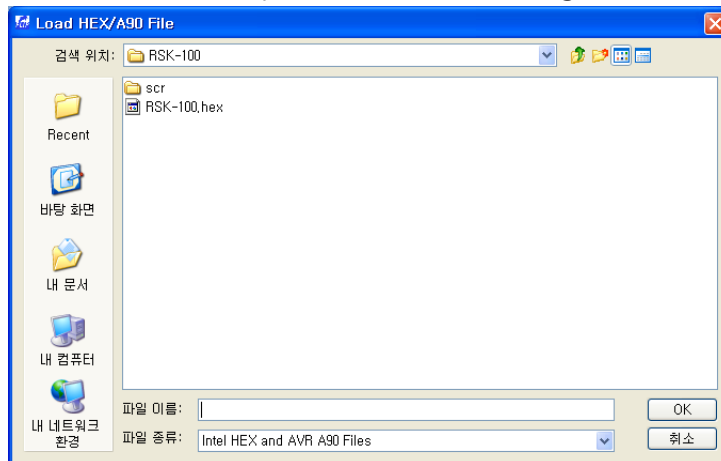 Load HEX/A90 File
검색 위치: RSK-100
scr
RSK-100.hex
Recent
바탕 화면
내 문서
내 컴퓨터
내 네트워크
환경
파일 이름:
OK
파일 종류: Intel HEX and AVR A90 Files
취소